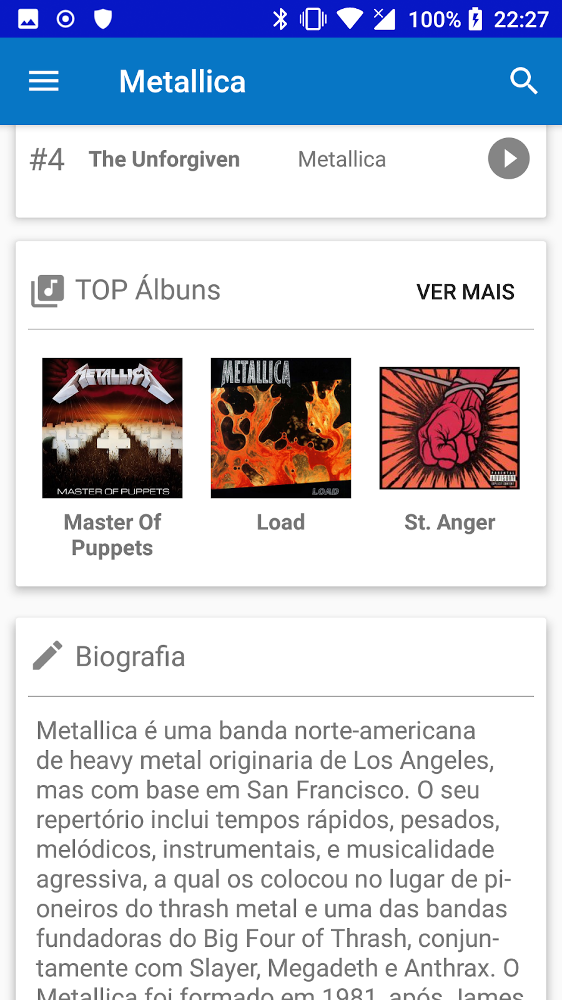 100% 22:27
Metallica
#4 The Unforgiven Metallica
TOP Álbuns VER MAIS
METALLICA
MASTER OF PUPPETS
METALLICA
LOAD
PARENTAL
ADVISORY
EXPLICIT CONTENT
Master Of
Puppets
Load
St. Anger
Biografia
Metallica é uma banda norte-americana
de heavy metal originaria de Los Angeles,
mas com base em San Francisco. O seu
repertório inclui tempos rápidos, pesados,
melódicos, instrumentais, e musicalidade
agressiva, a qual os colocou no lugar de pi-
oneiros do thrash metal e uma das bandas
fundadoras do Big Four of Thrash, conjun-
tamente com Slayer, Megadeth e Anthrax. O
Metallica foi formado em 1981, após James